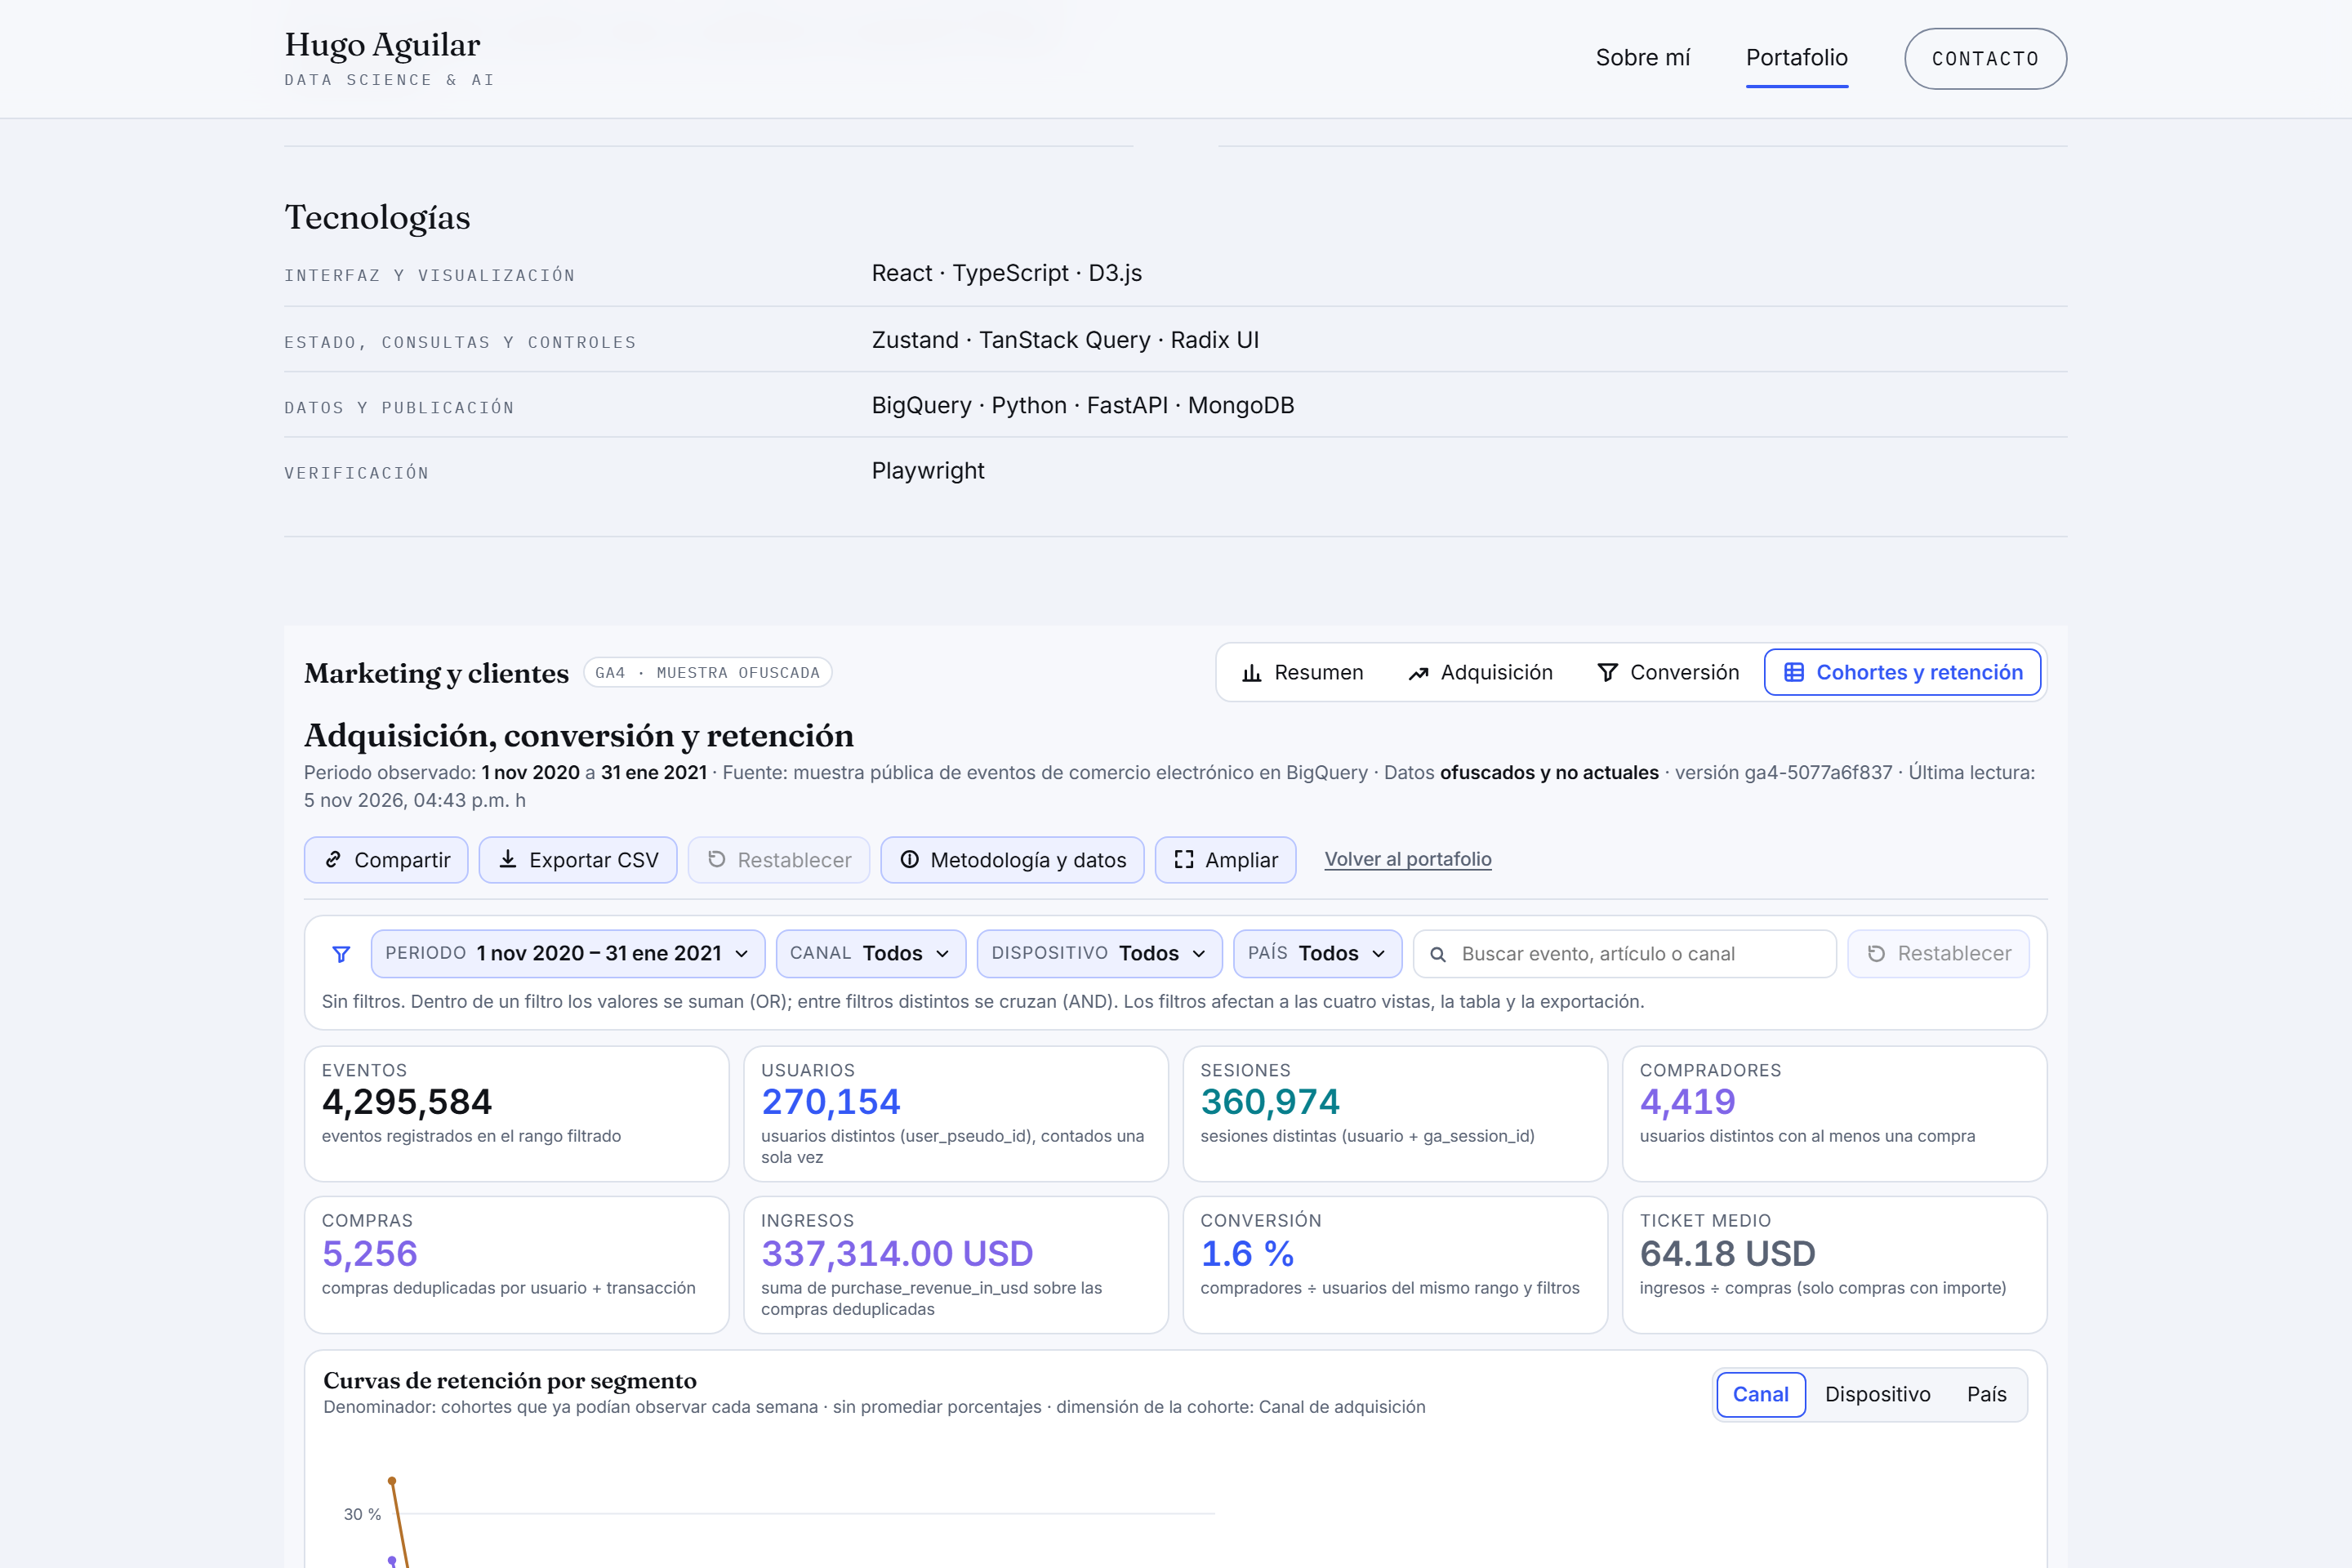 Hugo Aguilar
DATA SCIENCE & AI
Sobre mí
Portafolio
CONTACTO
Tecnologías
INTERFAZ Y VISUALIZACIÓN
React · TypeScript · D3.js
ESTADO, CONSULTAS Y CONTROLES
Zustand · TanStack Query · Radix UI
DATOS Y PUBLICACIÓN
BigQuery · Python · FastAPI · MongoDB
VERIFICACIÓN
Playwright
Marketing y clientes
GA4 · MUESTRA OFUSCADA
Resumen
Adquisición
Conversión
Cohortes y retención
Adquisición, conversión y retención
Periodo observado: 1 nov 2020 a 31 ene 2021 · Fuente: muestra pública de eventos de comercio electrónico en BigQuery · Datos ofuscados y no actuales · versión ga4-5077a6f837 · Última lectura:
5 nov 2026, 04:43 p.m. h
Compartir
Exportar CSV
Restablecer
Metodología y datos
Ampliar
Volver al portafolio
PERIODO 1 nov 2020 – 31 ene 2021
CANAL Todos
DISPOSITIVO Todos
PAÍS Todos
Buscar evento, artículo o canal
Restablecer
Sin filtros. Dentro de un filtro los valores se suman (OR); entre filtros distintos se cruzan (AND). Los filtros afectan a las cuatro vistas, la tabla y la exportación.
EVENTOS
4,295,584
eventos registrados en el rango filtrado
USUARIOS
270,154
usuarios distintos (user_pseudo_id), contados una
sola vez
SESIONES
360,974
sesiones distintas (usuario + ga_session_id)
COMPRADORES
4,419
usuarios distintos con al menos una compra
COMPRAS
5,256
compras deduplicadas por usuario + transacción
INGRESOS
337,314.00 USD
suma de purchase_revenue_in_usd sobre las
compras deduplicadas
CONVERSIÓN
1.6 %
compradores ÷ usuarios del mismo rango y filtros
TICKET MEDIO
64.18 USD
ingresos ÷ compras (solo compras con importe)
Curvas de retención por segmento
Denominador: cohortes que ya podían observar cada semana · sin promediar porcentajes · dimensión de la cohorte: Canal de adquisición
Canal
Dispositivo
País
30 %